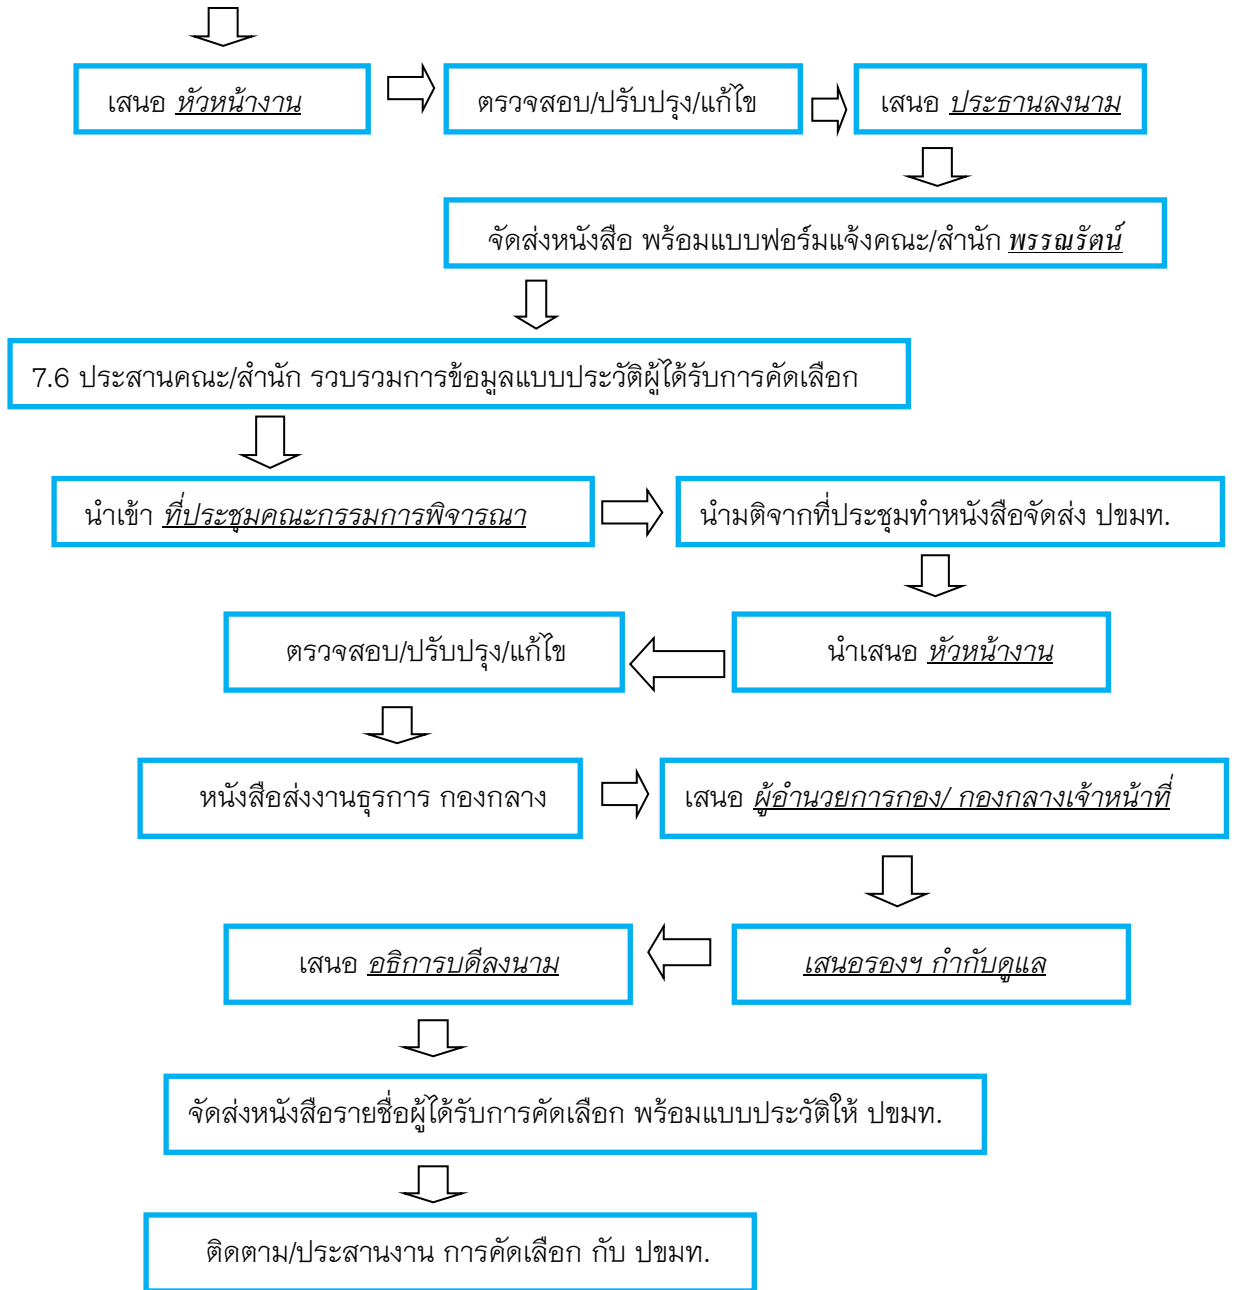 เสนอ หัวหน้างาน
ตรวจสอบ/ปรับปรุง/แก้ไข
เสนอ ประธานลงนาม
จัดส่งหนังสือ พร้อมแบบฟอร์มแจ้งคณะ/สำนัก พรรณรัตน์
7.6 ประสานคณะ/สำนัก รวบรวมการข้อมูลแบบประวัติผู้ได้รับการคัดเลือก
นำเข้า ที่ประชุมคณะกรรมการพิจารณา
นำมติจากที่ประชุมทำหนังสือจัดส่ง ปขมท.
ตรวจสอบ/ปรับปรุง/แก้ไข
นำเสนอ หัวหน้างาน
หนังสือส่งงานธุรการ กองกลาง
เสนอ ผู้อำนวยการกอง/ กองกลางเจ้าหน้าที่
เสนอ อธิการบดีลงนาม
เสนอรองฯ กำกับดูแล
จัดส่งหนังสือรายชื่อผู้ได้รับการคัดเลือก พร้อมแบบประวัติให้ ปขมท.
ติดตาม/ประสานงาน การคัดเลือก กับ ปขมท.